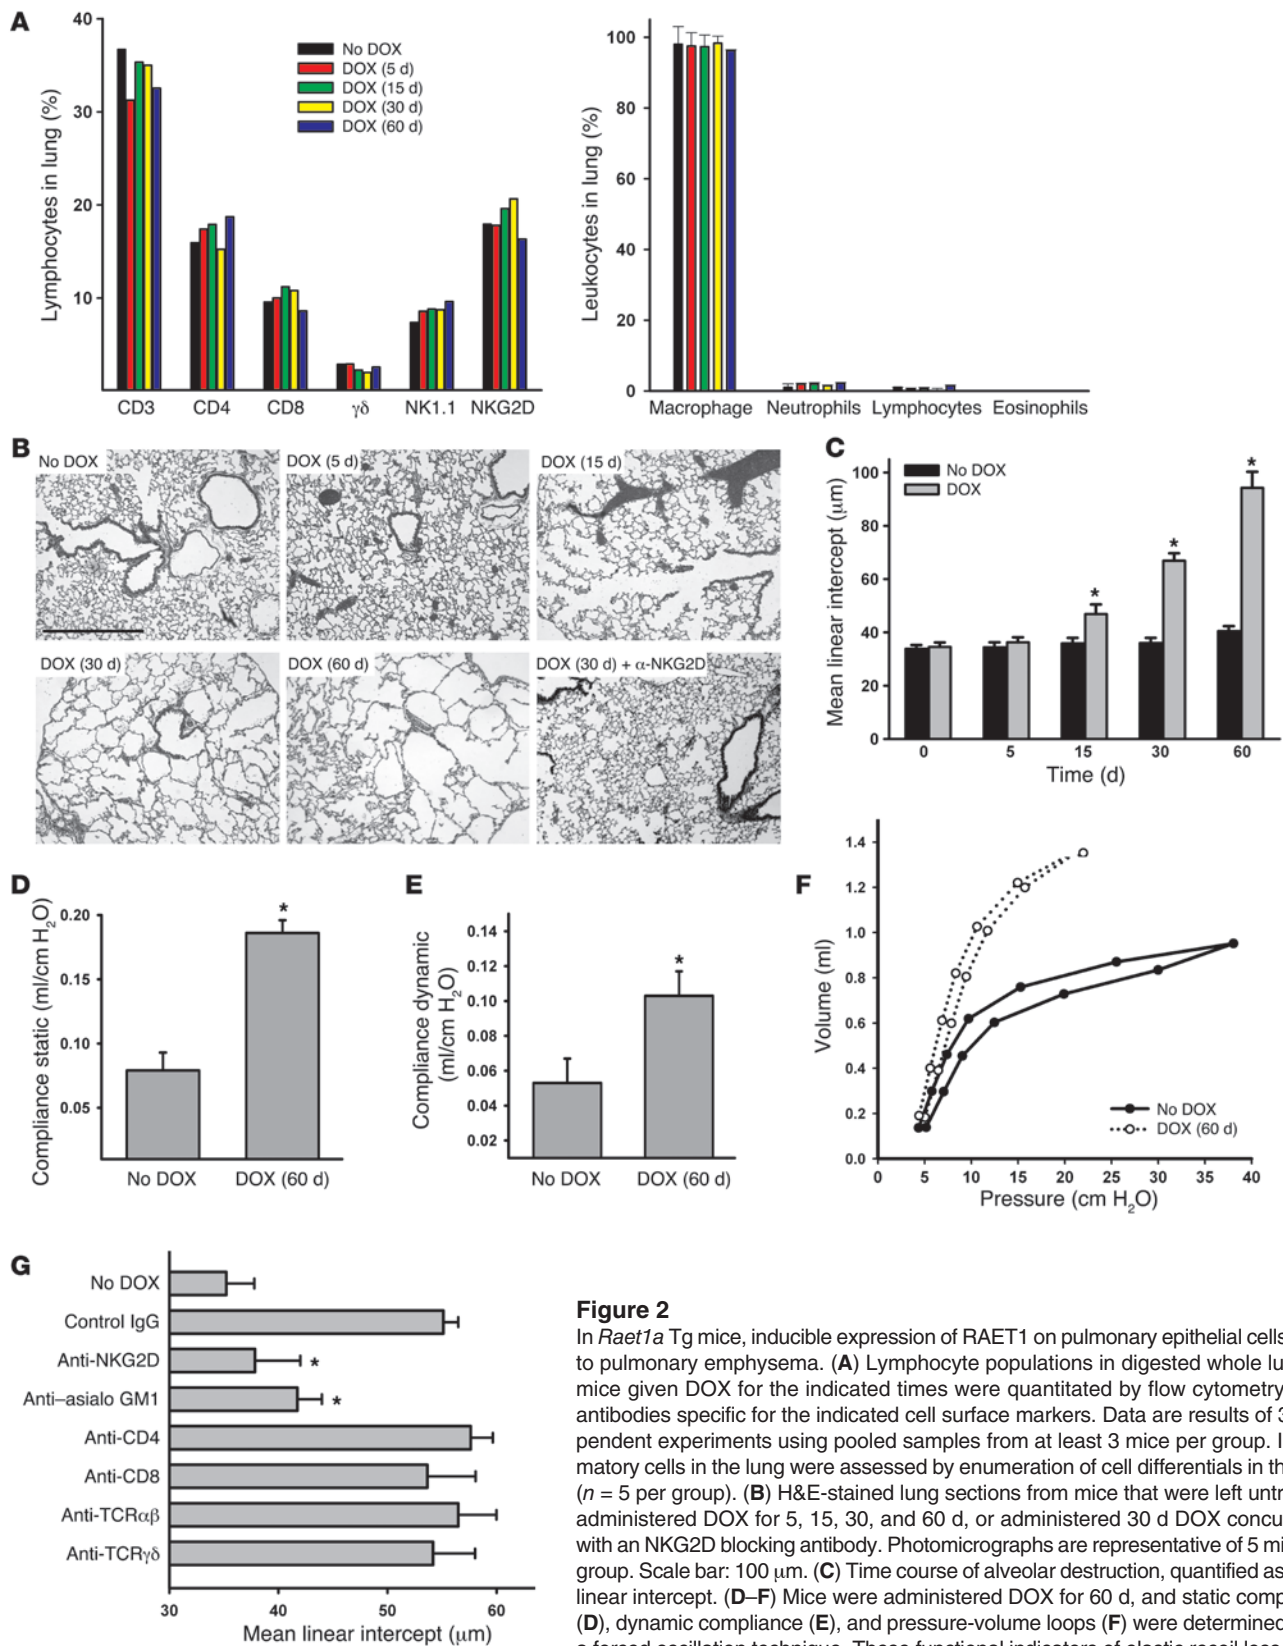 A
40
30
20
10
Lymphocytes in lung (%)
No DOX
DOX (5 d)
DOX (15 d)
DOX (30 d)
DOX (60 d)
CD3 CD4 CD8 γδ NK1.1 NKG2D
100
80
60
40
20
0
Leukocytes in lung (%)
Macrophage Neutrophils Lymphocytes Eosinophils
B
No DOX
DOX (5 d)
DOX (15 d)
DOX (30 d)
DOX (60 d)
DOX (30 d) + α-NKG2D
C
No DOX
DOX
100
80
60
40
20
0
Mean linear intercept (μm)
* * *
0 5 15 30 60
Time (d)
D
Compliance static (ml/cm H2O)
0.20
0.15
0.10
0.05
*
No DOX DOX (60 d)
E
Compliance dynamic
(ml/cm H2O)
0.14
0.12
0.10
0.08
0.06
0.04
0.02
*
No DOX DOX (60 d)
F
Volume (ml)
1.4
1.2
1.0
0.8
0.6
0.4
0.2
0.0
No DOX
DOX (60 d)
0 5 10 15 20 25 30 35 40
Pressure (cm H2O)
G
No DOX
Control IgG
Anti-NKG2D *
Anti–asialo GM1 *
Anti-CD4
Anti-CD8
Anti-TCRαβ
Anti-TCRγδ
30 40 50 60
Mean linear intercept (μm)
Figure 2
In Raet1a Tg mice, inducible expression of RAET1 on pulmonary epithelial cells
to pulmonary emphysema. (A) Lymphocyte populations in digested whole lu
mice given DOX for the indicated times were quantitated by flow cytometry
antibodies specific for the indicated cell surface markers. Data are results of 3
pendent experiments using pooled samples from at least 3 mice per group. I
matory cells in the lung were assessed by enumeration of cell differentials in th
(n = 5 per group). (B) H&E-stained lung sections from mice that were left untr
administered DOX for 5, 15, 30, and 60 d, or administered 30 d DOX concu
with an NKG2D blocking antibody. Photomicrographs are representative of 5 mi
group. Scale bar: 100 μm. (C) Time course of alveolar destruction, quantified as
linear intercept. (D–F) Mice were administered DOX for 60 d, and static comp
(D), dynamic compliance (E), and pressure-volume loops (F) were determined
a forced oscillation technique. These functional indicators of elastic recoil